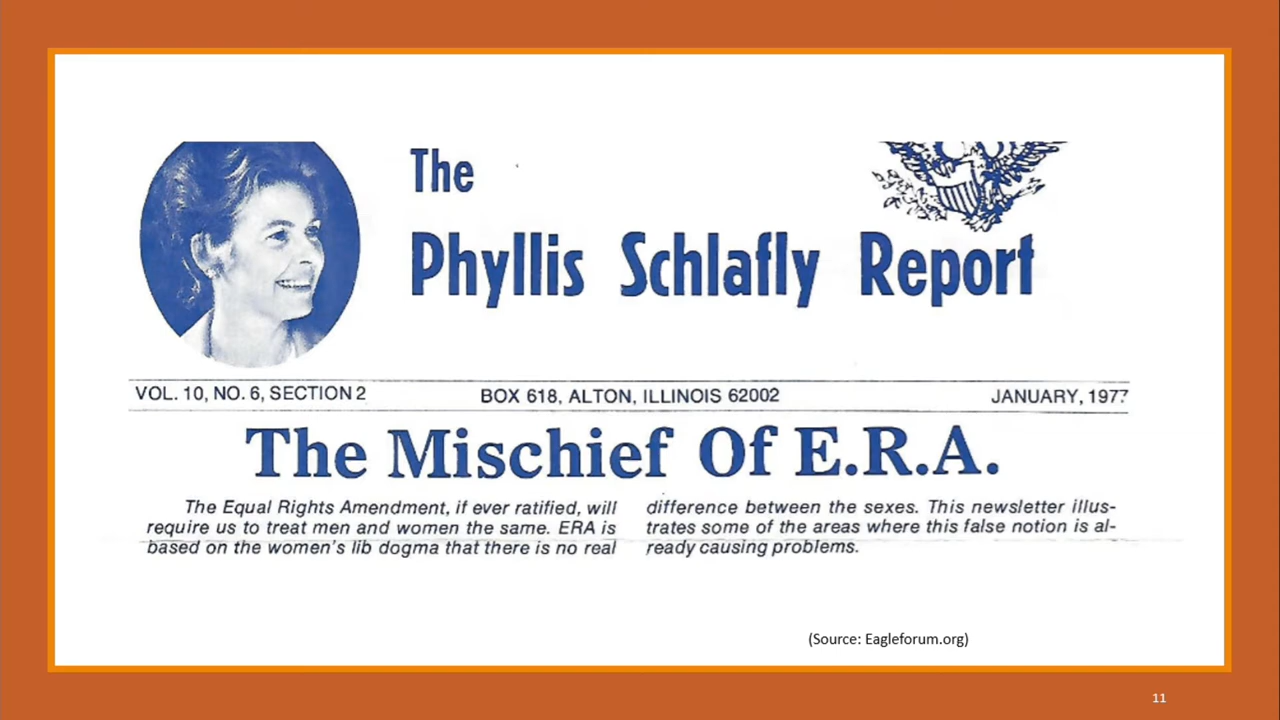 The
Phyllis Schlafly Report
VOL. 10, NO. 6, SECTION 2
BOX 618, ALTON, ILLINOIS 62002
JANUARY, 1977
The Mischief Of E.R.A.
The Equal Rights Amendment, if ever ratified, will
require us to treat men and women the same. ERA is
based on the women's lib dogma that there is no real
difference between the sexes. This newsletter illus-
trates some of the areas where this false notion is al-
ready causing problems.
(Source: Eagleforum.org)
11